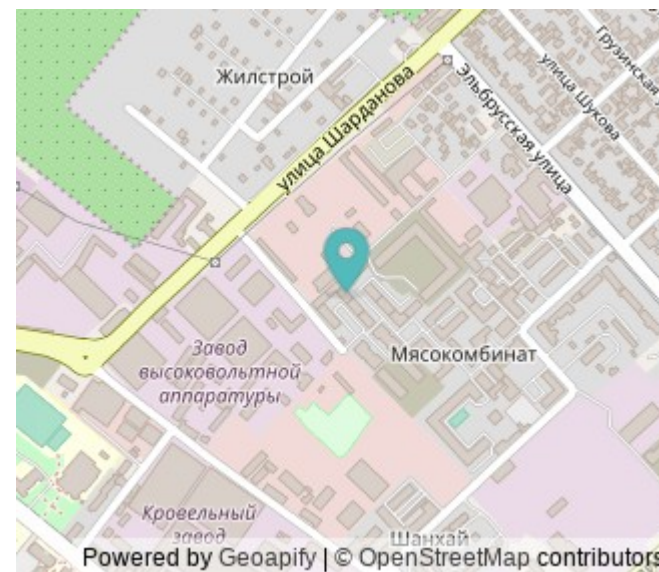 Грузинская
Жилстрой
улица Шукова
улица Шарданова
Эльбрусская улица
Завод
высоковольтной
аппаратуры
Мясокомбинат
Кровельный
завод
Шанхай
Powered by Geoapify | © OpenStreetMap contributors